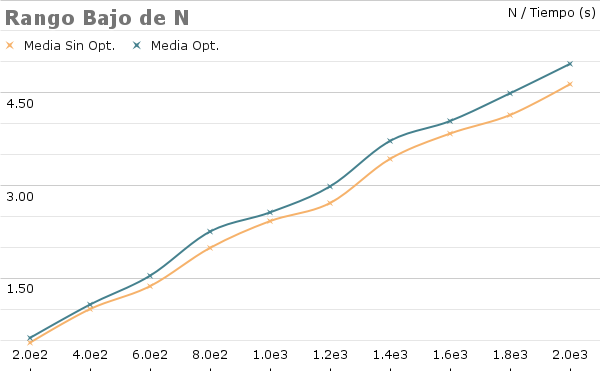 Rango Bajo de N
N / Tiempo (s)
Media Sin Opt. Media Opt.
4.50
3.00
1.50
2.0e2 4.0e2 6.0e2 8.0e2 1.0e3 1.2e3 1.4e3 1.6e3 1.8e3 2.0e3